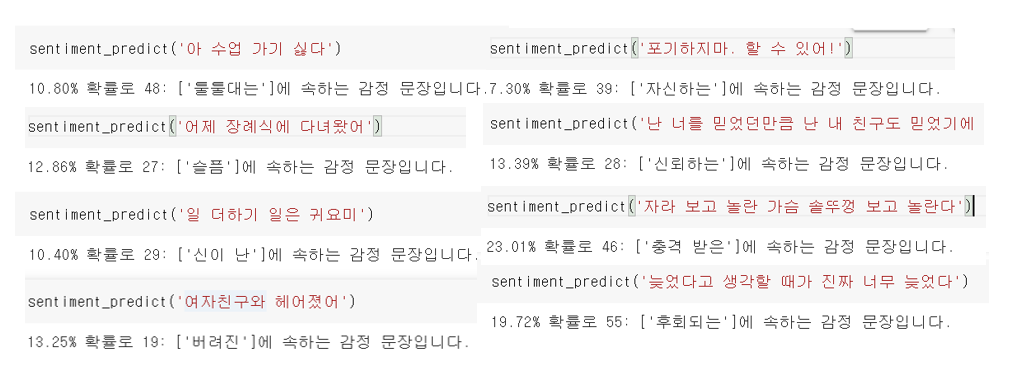 sentiment_predict('아 수업 가기 싫다')
10.80% 확률로 48: ['툴툴대는']에 속하는 감정 문장입니다.
sentiment_predict('어제 장례식에 다녀왔어')
12.86% 확률로 27: ['슬픔']에 속하는 감정 문장입니다.
sentiment_predict('일 더하기 일은 귀요미')
10.40% 확률로 29: ['신이 난']에 속하는 감정 문장입니다.
sentiment_predict('여자친구와 헤어졌어')
13.25% 확률로 19: ['버려진']에 속하는 감정 문장입니다.
sentiment_predict('포기하지마. 할 수 있어!')
7.30% 확률로 39: ['자신하는']에 속하는 감정 문장입니다.
sentiment_predict('난 너를 믿었던만큼 난 내 친구도 믿었기에
13.39% 확률로 28: ['신뢰하는']에 속하는 감정 문장입니다.
sentiment_predict('자라 보고 놀란 가슴 솥뚜껑 보고 놀란다')
23.01% 확률로 46: ['충격 받은']에 속하는 감정 문장입니다.
sentiment_predict('늦었다고 생각할 때가 진짜 너무 늦었다')
19.72% 확률로 55: ['후회되는']에 속하는 감정 문장입니다.